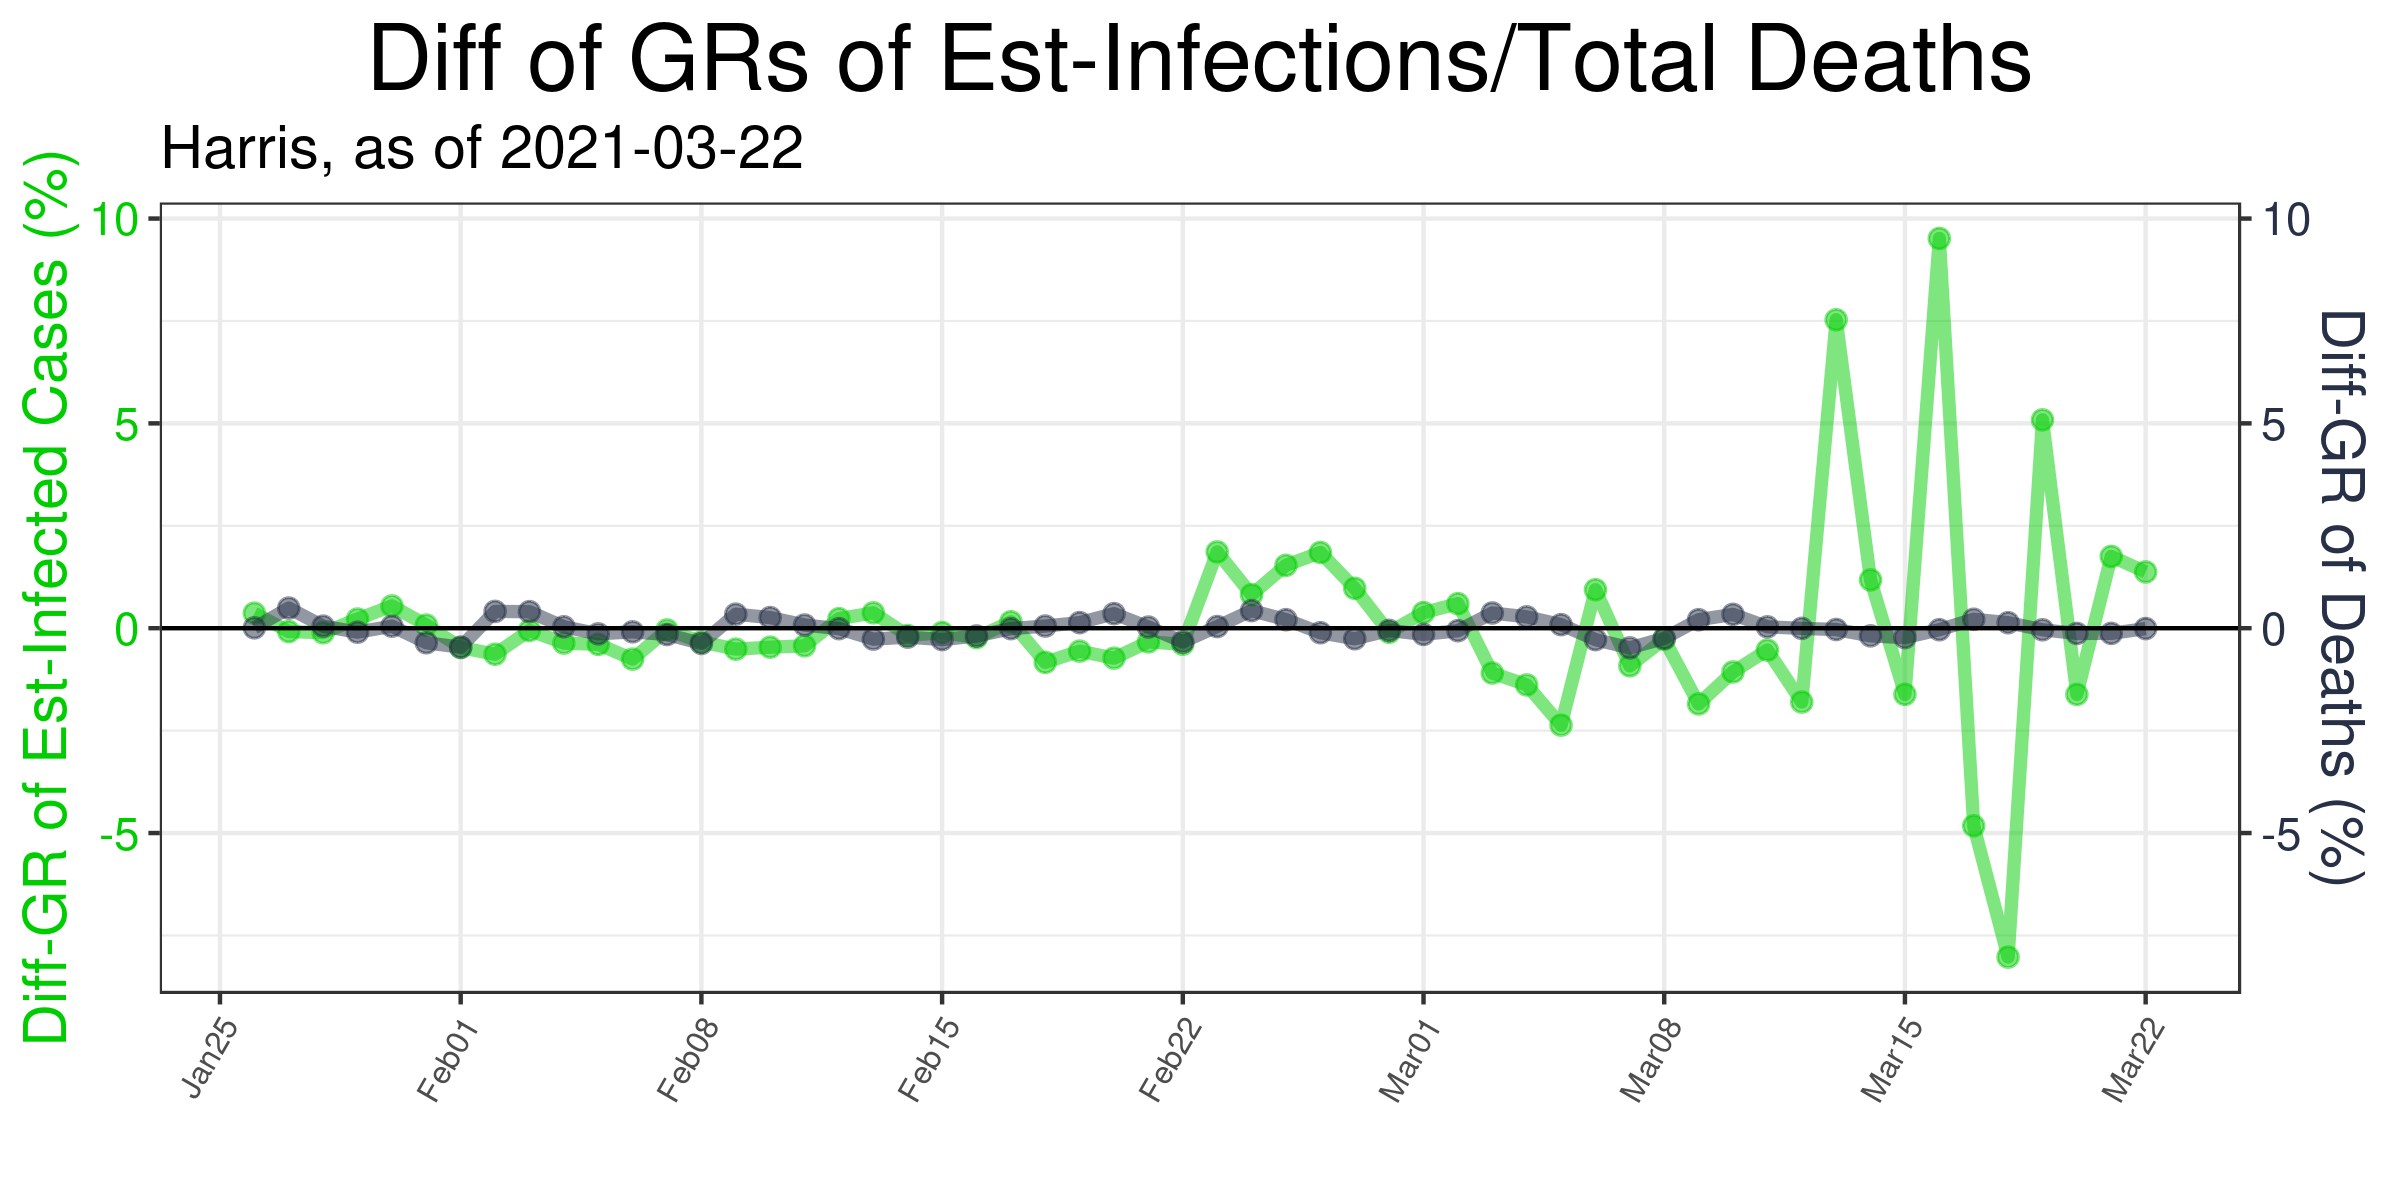 Diff of GRs of Est-Infections/Total Deaths
Harris, as of 2021-03-22
Diff-GR of Est-Infected Cases (%)
10
5
0
-5
10
5
0
-5
Diff-GR of Deaths (%)
Jan25
Feb01
Feb08
Feb15
Feb22
Mar01
Mar08
Mar15
Mar22